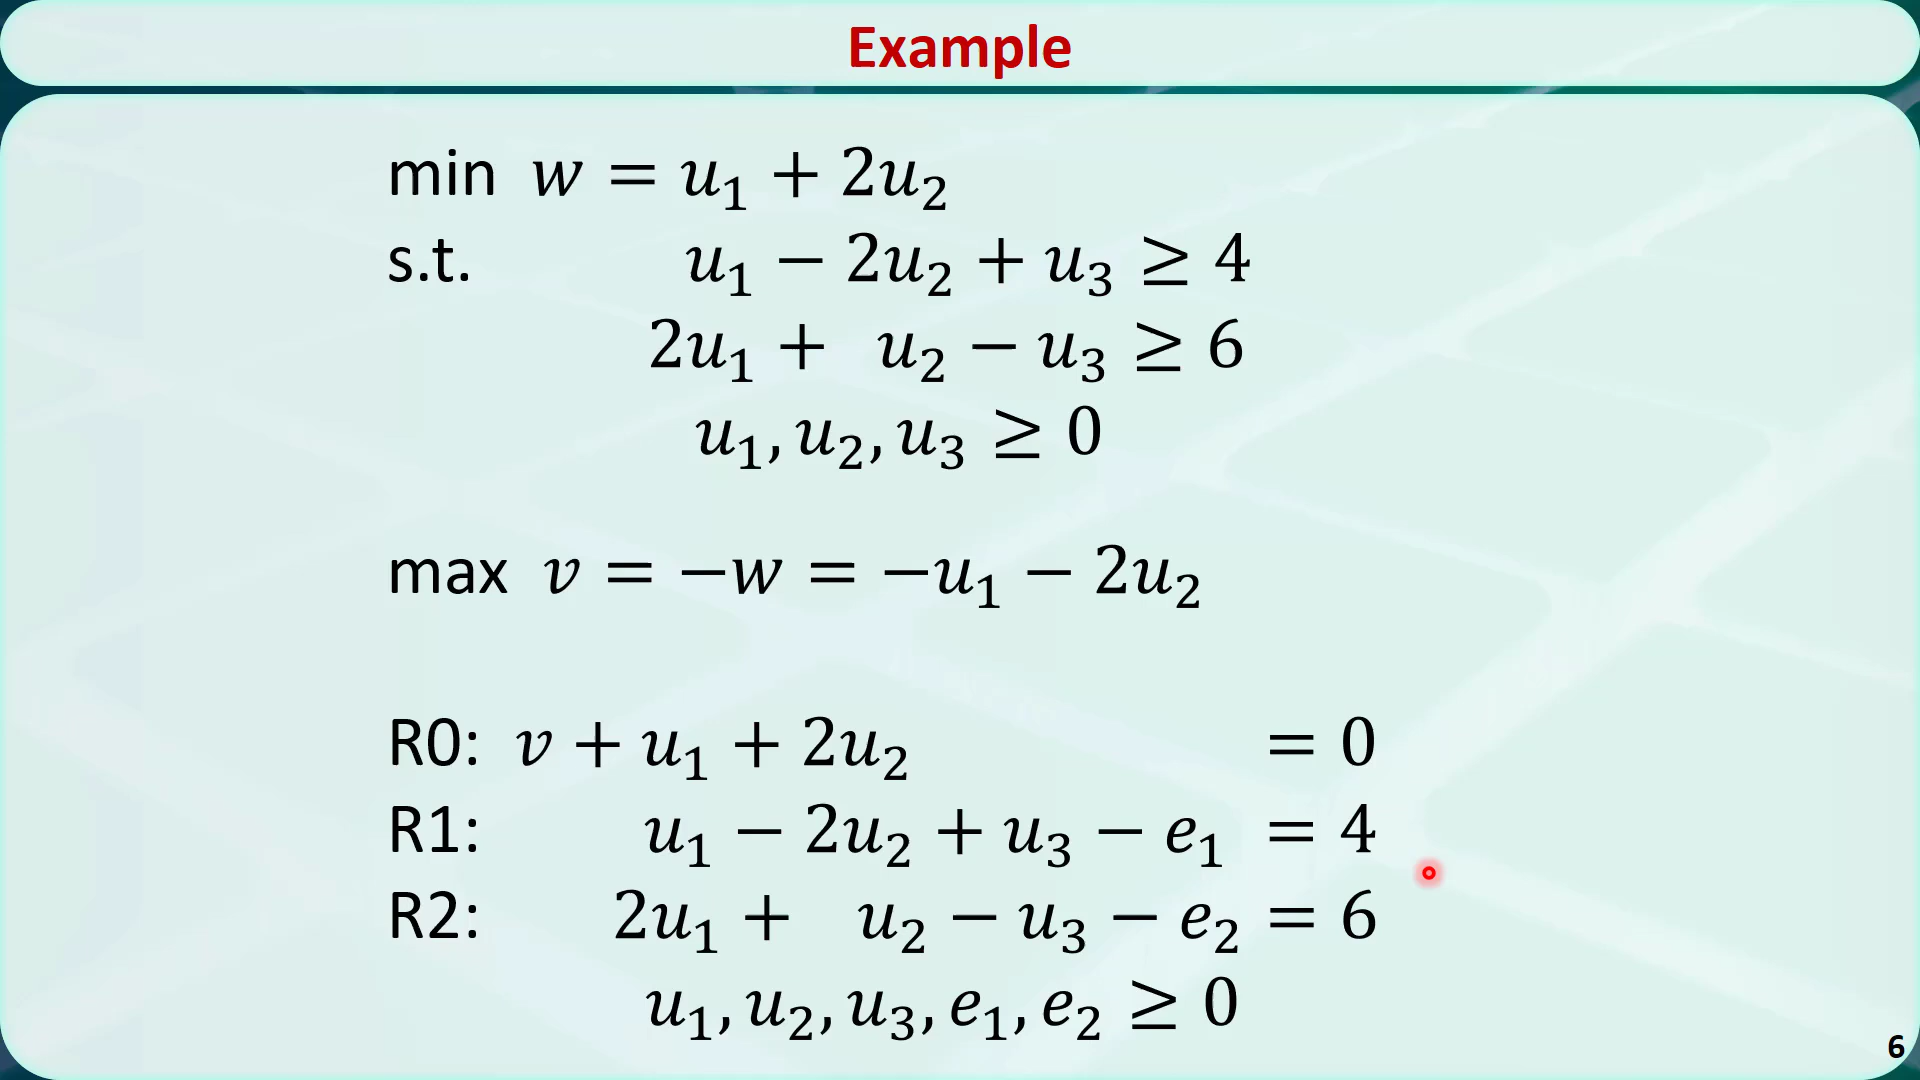 Example
min w = u₁ + 2u₂
s.t. u₁ − 2u₂ + u₃ ≥ 4
2u₁ + u₂ − u₃ ≥ 6
u₁, u₂, u₃ ≥ 0
max v = −w = −u₁ − 2u₂
R0: v + u₁ + 2u₂ = 0
R1: u₁ − 2u₂ + u₃ − e₁ = 4
R2: 2u₁ + u₂ − u₃ − e₂ = 6
u₁, u₂, u₃, e₁, e₂ ≥ 0
6